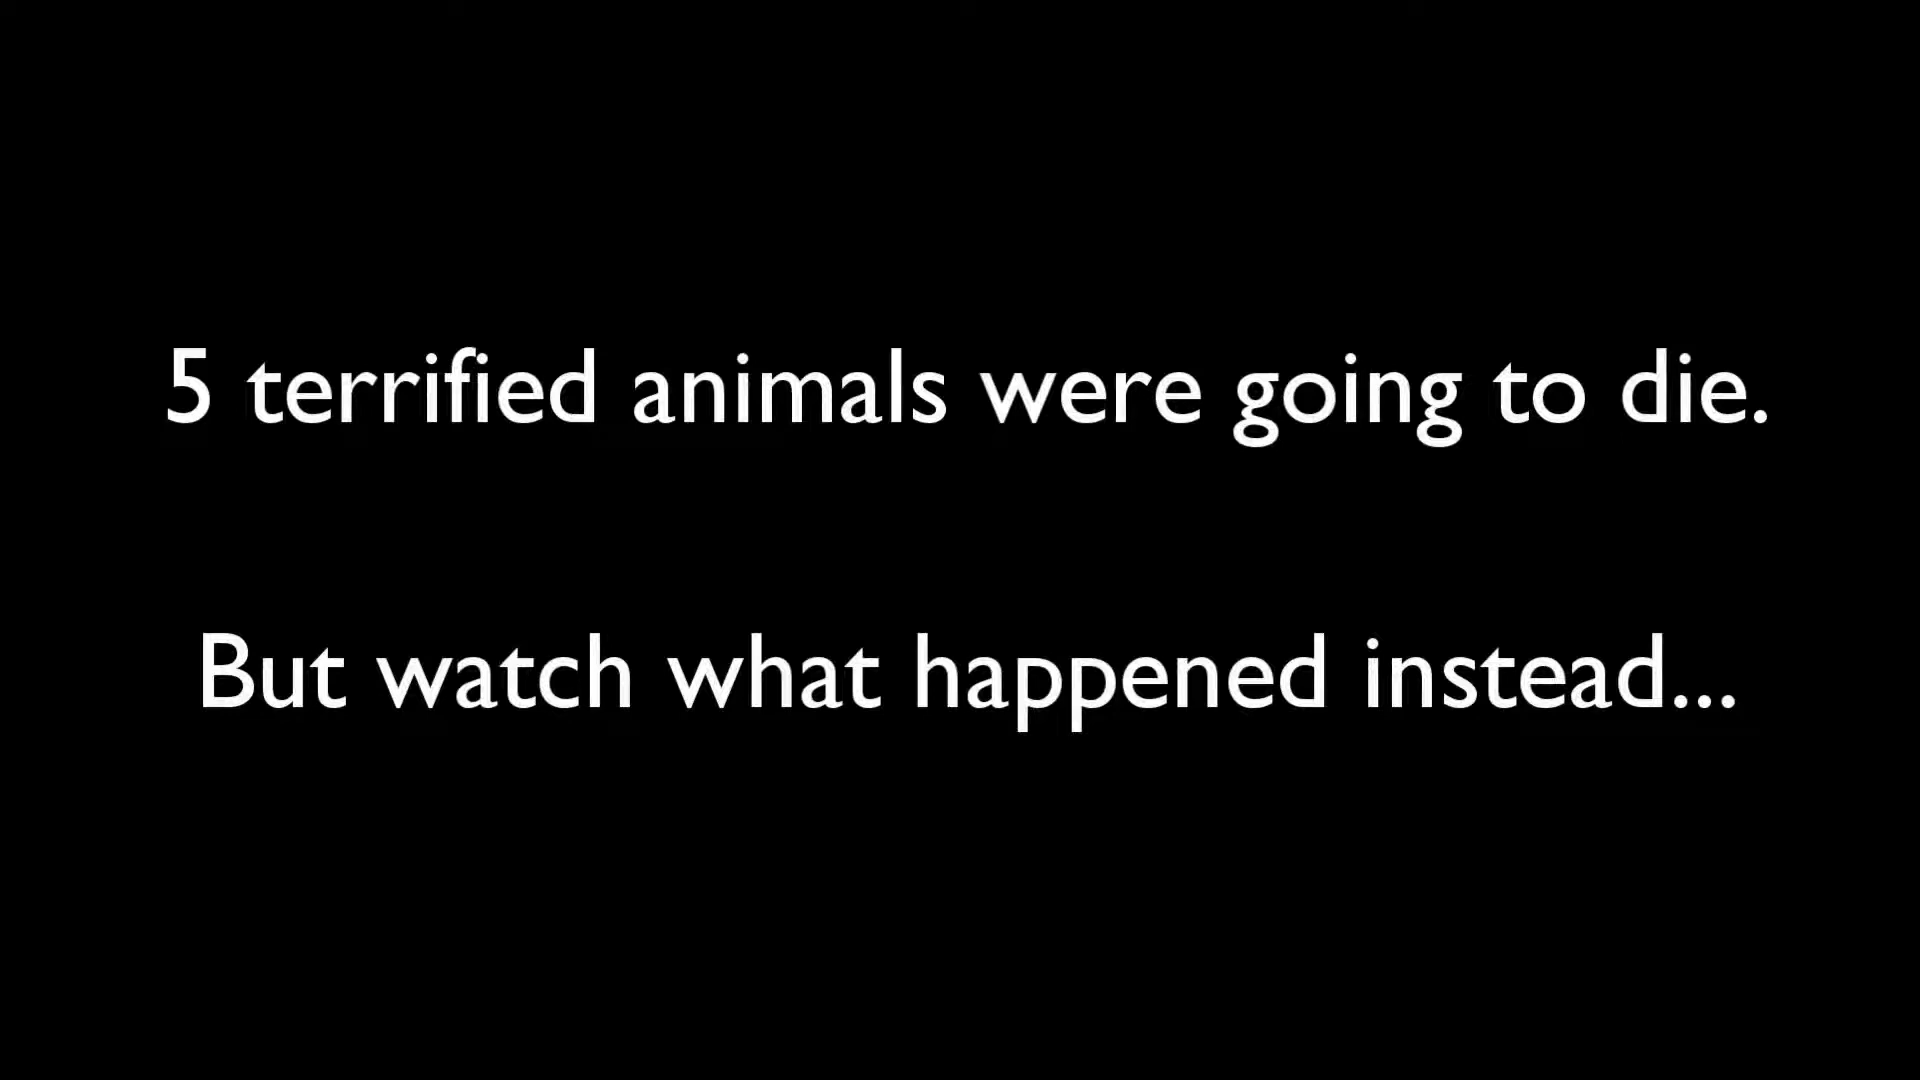 5 terrified animals were going to die.
But watch what happened instead...